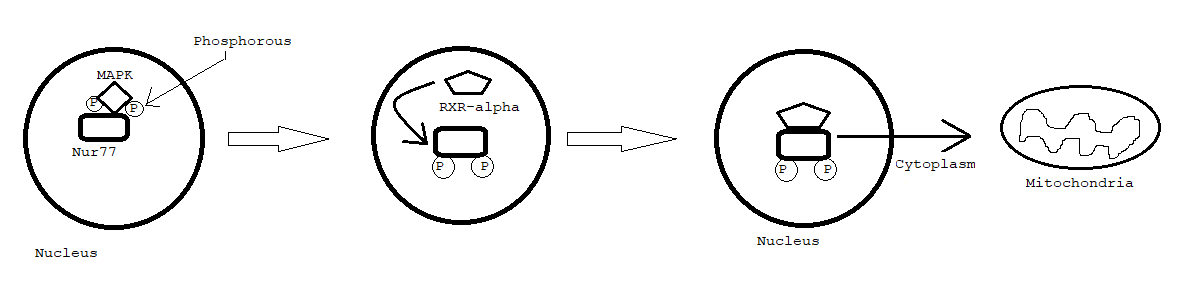 Phosphorous
MAPK
P
P
Nur77
Nucleus
RXR-alpha
P
P
P
P
Nucleus
Cytoplasm
Mitochondria